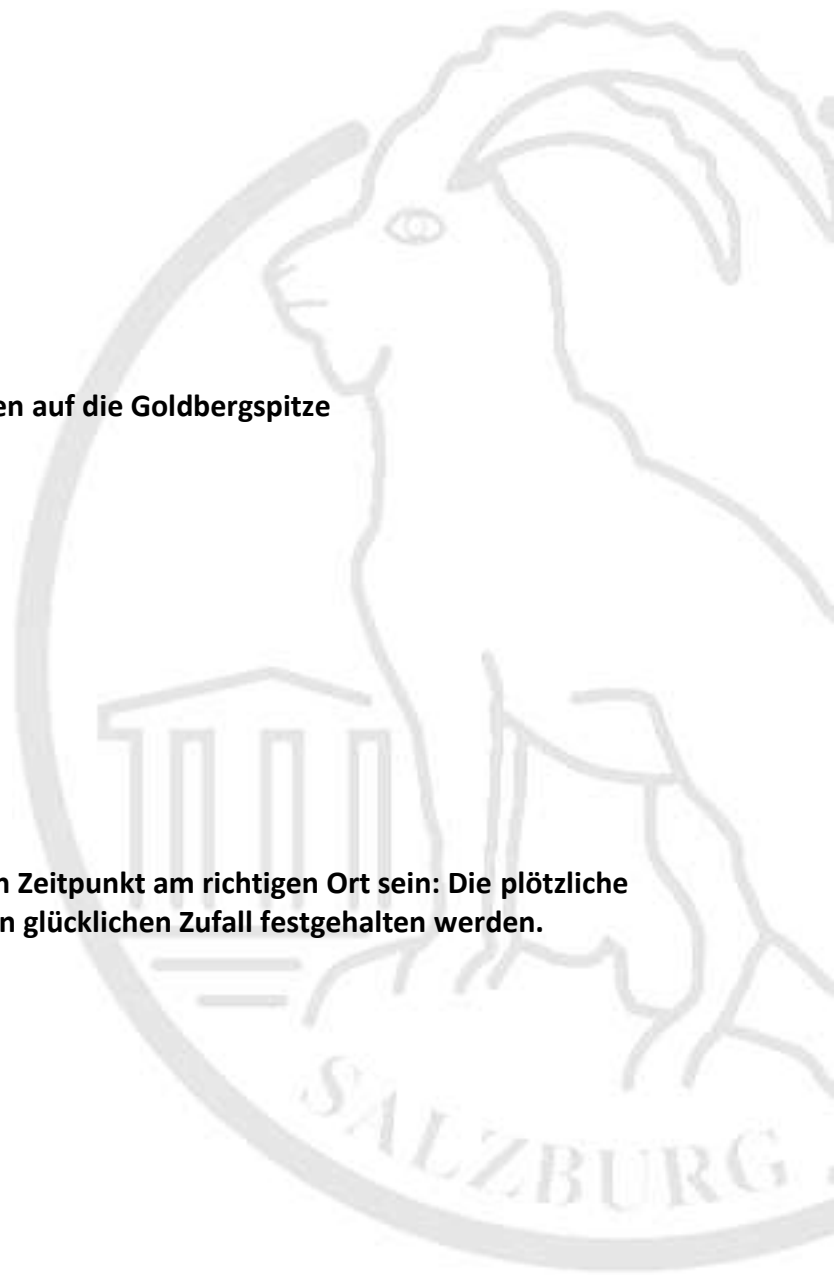 en auf die Goldbergspitze
n Zeitpunkt am richtigen Ort sein: Die plötzliche
n glücklichen Zufall festgehalten werden.
SALZBURG